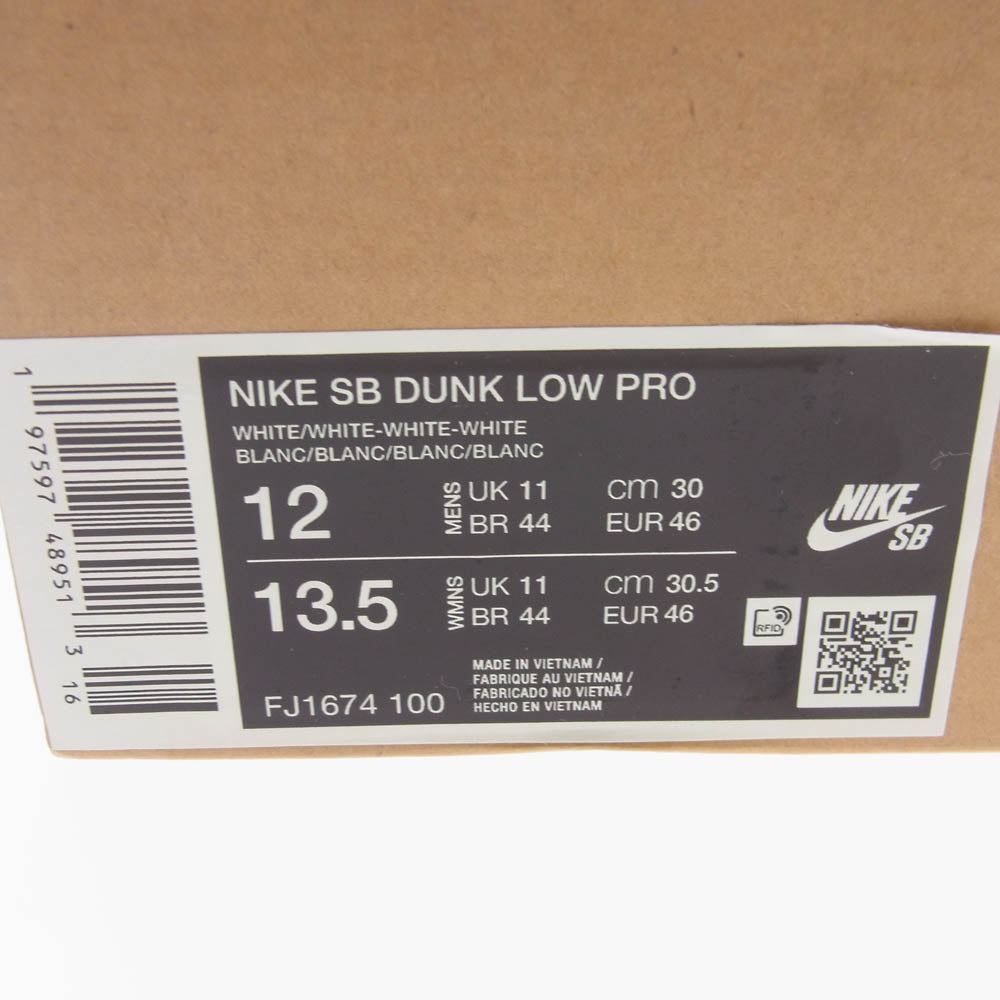 NIKE SB DUNK LOW PRO
WHITE/WHITE-WHITE-WHITE
BLANC/BLANC/BLANC/BLANC
12 MENS UK 11 cm 30
BR 44 EUR 46
13.5 WMNS UK 11 cm 30.5
BR 44 EUR 46
FJ1674 100
MADE IN VIETNAM /
FABRIQUE AU VIETNAM /
FABRICADO NO VIETNÃ /
HECHO EN VIETNAM
NIKE
SB
RFID
1 97597 48951 3 16